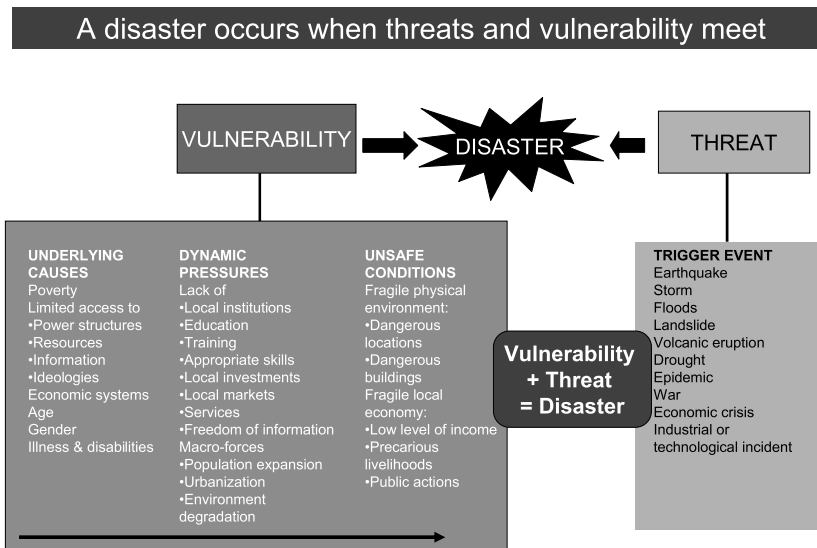 A disaster occurs when threats and vulnerability meet
VULNERABILITY
DISASTER
THREAT
UNDERLYING
CAUSES
Poverty
Limited access to
•Power structures
•Resources
•Information
•Ideologies
Economic systems
Age
Gender
Illness & disabilities
DYNAMIC
PRESSURES
Lack of
•Local institutions
•Education
•Training
•Appropriate skills
•Local investments
•Local markets
•Services
•Freedom of information
Macro-forces
•Population expansion
•Urbanization
•Environment
degradation
UNSAFE
CONDITIONS
Fragile physical
environment:
•Dangerous
locations
•Dangerous
buildings
Fragile local
economy:
•Low level of income
•Precarious
livelihoods
•Public actions
Vulnerability
+ Threat
= Disaster
TRIGGER EVENT
Earthquake
Storm
Floods
Landslide
Volcanic eruption
Drought
Epidemic
War
Economic crisis
Industrial or
technological incident